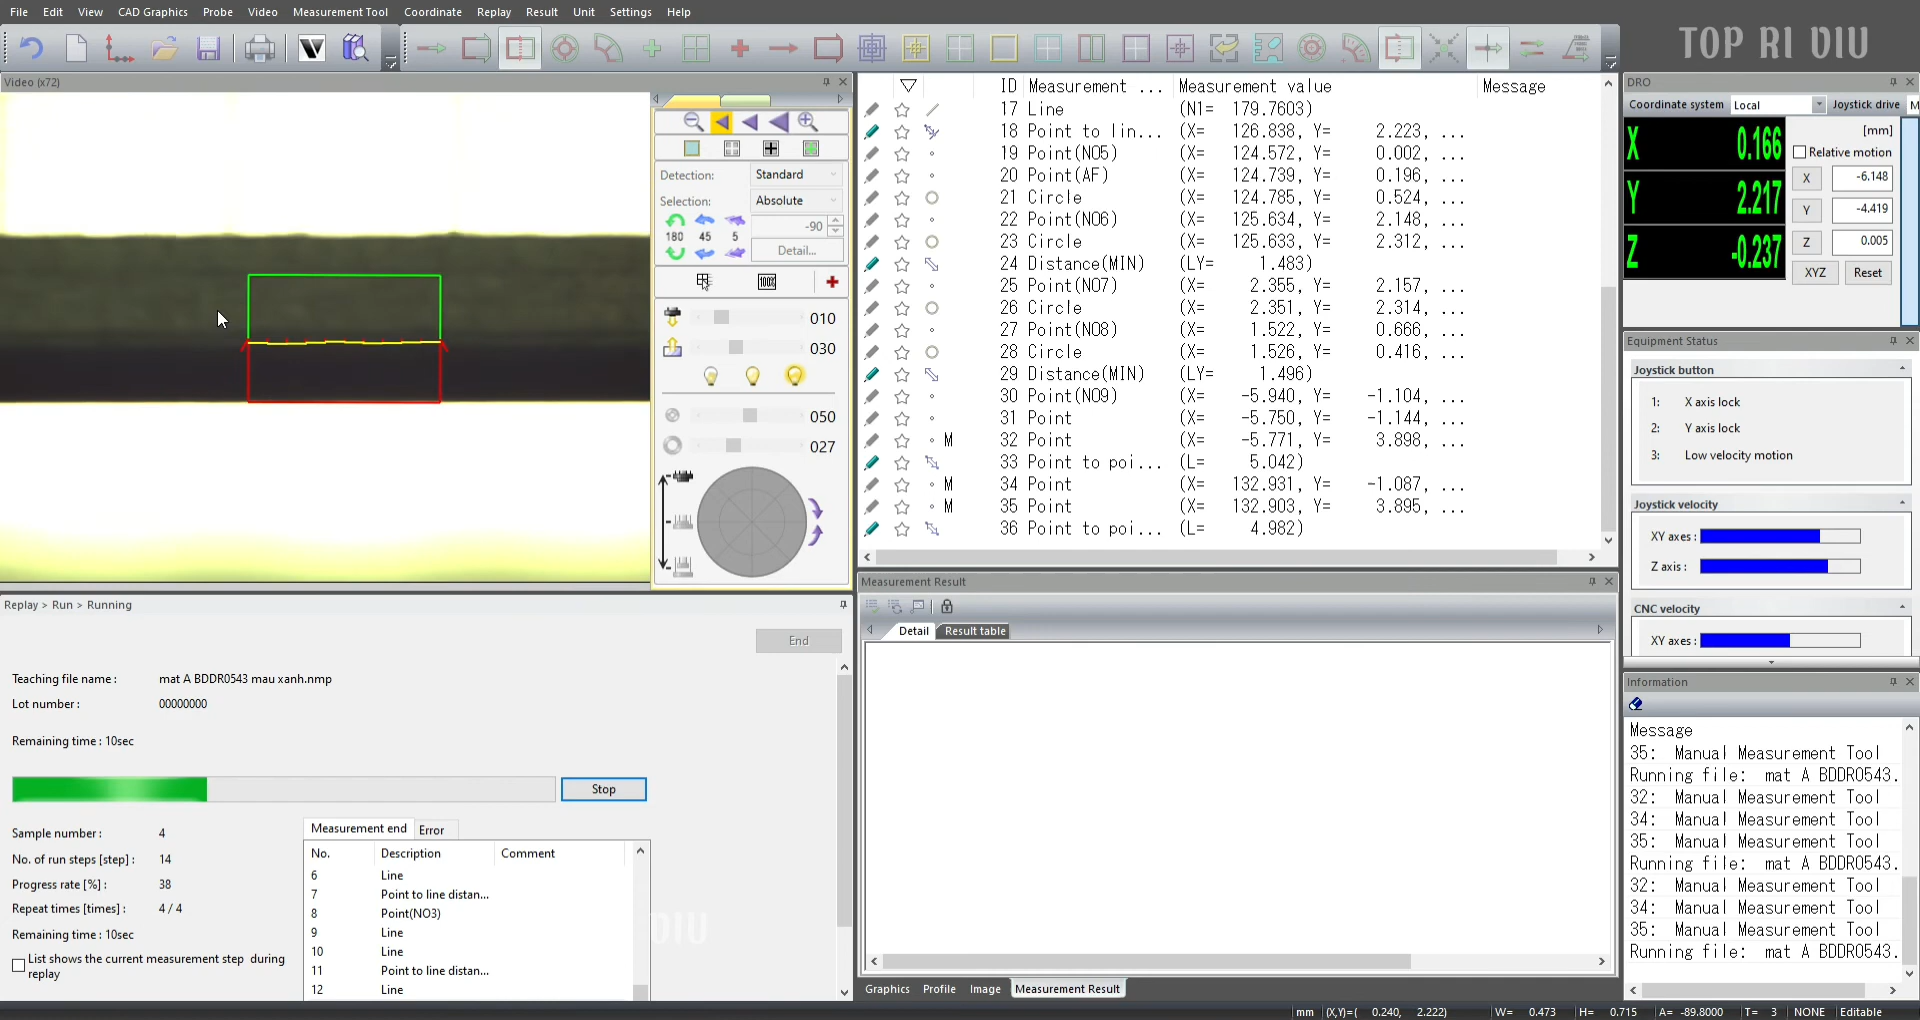 File Edit View CAD Graphics Probe Video Measurement Tool Coordinate Replay Result Unit Settings Help
TOP RI DIU
Video (x72)
Detection: Standard
Selection: Absolute
180 45 5 -90
Detail...
100%
010
030
050
027
ID Measurement ... Measurement value Message
17 Line (N1= 179.7603)
18 Point to lin... (X= 126.838, Y= 2.223, ...
19 Point(NO5) (X= 124.572, Y= 0.002, ...
20 Point(AF) (X= 124.739, Y= 0.196, ...
21 Circle (X= 124.785, Y= 0.524, ...
22 Point(NO6) (X= 125.634, Y= 2.148, ...
23 Circle (X= 125.633, Y= 2.312, ...
24 Distance(MIN) (LY= 1.483)
25 Point(NO7) (X= 2.355, Y= 2.157, ...
26 Circle (X= 2.351, Y= 2.314, ...
27 Point(NO8) (X= 1.522, Y= 0.666, ...
28 Circle (X= 1.526, Y= 0.416, ...
29 Distance(MIN) (LY= 1.496)
30 Point(NO9) (X= -5.940, Y= -1.104, ...
31 Point (X= -5.750, Y= -1.144, ...
M 32 Point (X= -5.771, Y= 3.898, ...
33 Point to poi... (L= 5.042)
M 34 Point (X= 132.931, Y= -1.087, ...
M 35 Point (X= 132.903, Y= 3.895, ...
36 Point to poi... (L= 4.982)
DRO
Coordinate system Local Joystick drive M
[mm]
X 0.166
Y 2.217
Z -0.237
Relative motion
X -6.148
Y -4.419
Z 0.005
XYZ Reset
Equipment Status
Joystick button
1: X axis lock
2: Y axis lock
3: Low velocity motion
Joystick velocity
XY axes :
Z axis :
CNC velocity
XY axes :
Replay > Run > Running
End
Teaching file name : mat A BDDR0543 mau xanh.nmp
Lot number : 00000000
Remaining time : 10sec
Stop
Sample number : 4
No. of run steps [step] : 14
Progress rate [%] : 38
Repeat times [times] : 4 / 4
Remaining time : 10sec
List shows the current measurement step during
replay
Measurement end Error
No. Description Comment
6 Line
7 Point to line distan...
8 Point(NO3)
9 Line
10 Line
11 Point to line distan...
12 Line
DIU
Measurement Result
Detail Result table
Graphics Profile Image Measurement Result
Information
Message
35: Manual Measurement Tool
Running file: mat A BDDR0543.
32: Manual Measurement Tool
34: Manual Measurement Tool
35: Manual Measurement Tool
Running file: mat A BDDR0543.
32: Manual Measurement Tool
34: Manual Measurement Tool
35: Manual Measurement Tool
Running file: mat A BDDR0543.
mm (X,Y)=( 0.240, 2.222) W= 0.473 H= 0.715 A= -89.8000 T= 3 NONE Editable